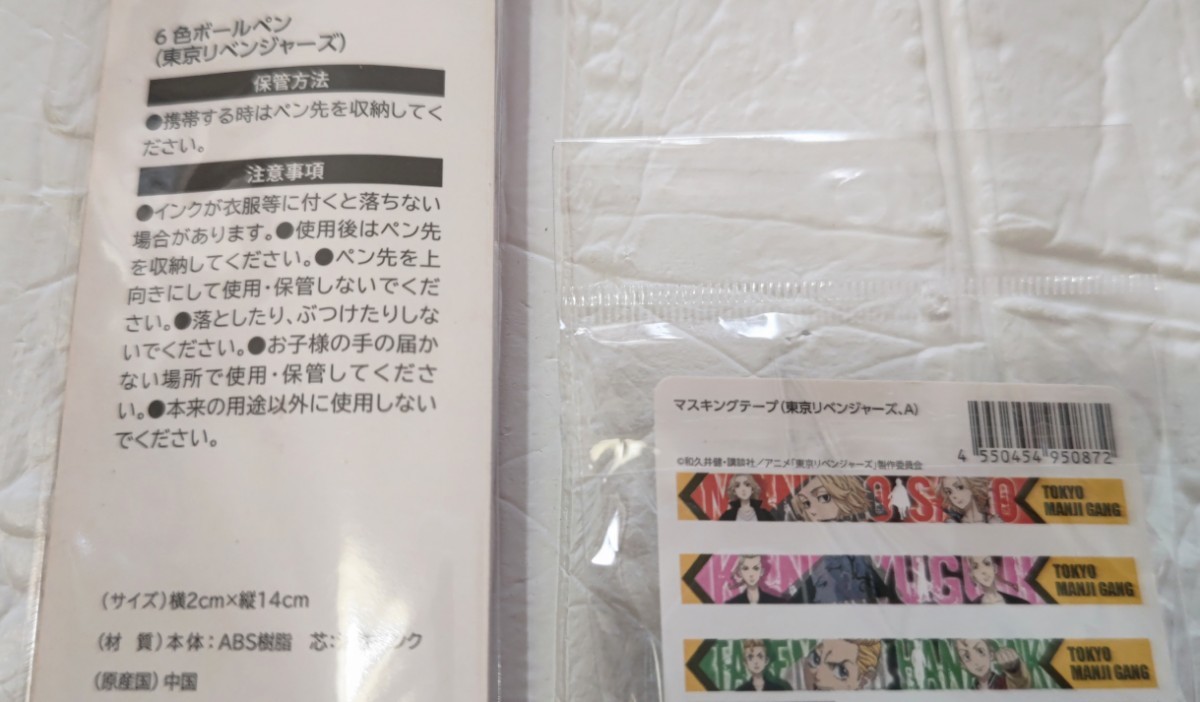 6色ボールペン
(東京リベンジャーズ)
保管方法
●携帯する時はペン先を収納してく
ださい。
注意事項
●インクが衣服等に付くと落ちない
場合があります。●使用後はペン先
を収納してください。●ペン先を上
向きにして使用・保管しないでくだ
さい。●落としたり、ぶつけたりしな
いでください。●お子様の手の届か
ない場所で使用・保管してくださ
い。●本来の用途以外に使用しない
でください。
(サイズ)横2cm×縦14cm
(材 質)本体:ABS樹脂 芯:
(原産国)中国
マスキングテープ(東京リベンジャーズ、A)
4 550454 950872
©和久井健・講談社/アニメ「東京リベンジャーズ」製作委員会
TOKYO
MANJI GANG
TOKYO
MANJI GANG
TOKYO
MANJI GANG